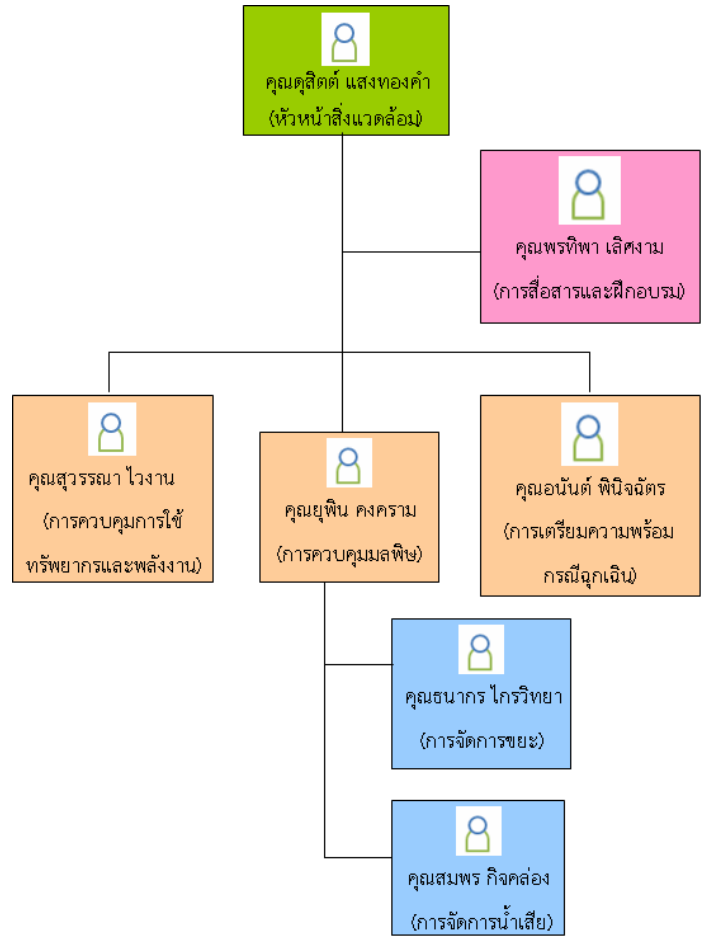 คุณดุสิตต์ แสงทองคำ
(หัวหน้าสิ่งแวดล้อม)
คุณพรทิพา เลิศงาม
(การสื่อสารและฝึกอบรม)
คุณสุวรรณา ไวงาน
(การควบคุมการใช้
ทรัพยากรและพลังงาน)
คุณยุพิน คงคราม
(การควบคุมมลพิษ)
คุณอนันต์ พินิจฉัตร
(การเตรียมความพร้อม
กรณีฉุกเฉิน)
คุณธนากร ไกรวิทยา
(การจัดการขยะ)
คุณสมพร กิจคล่อง
(การจัดการน้ำเสีย)